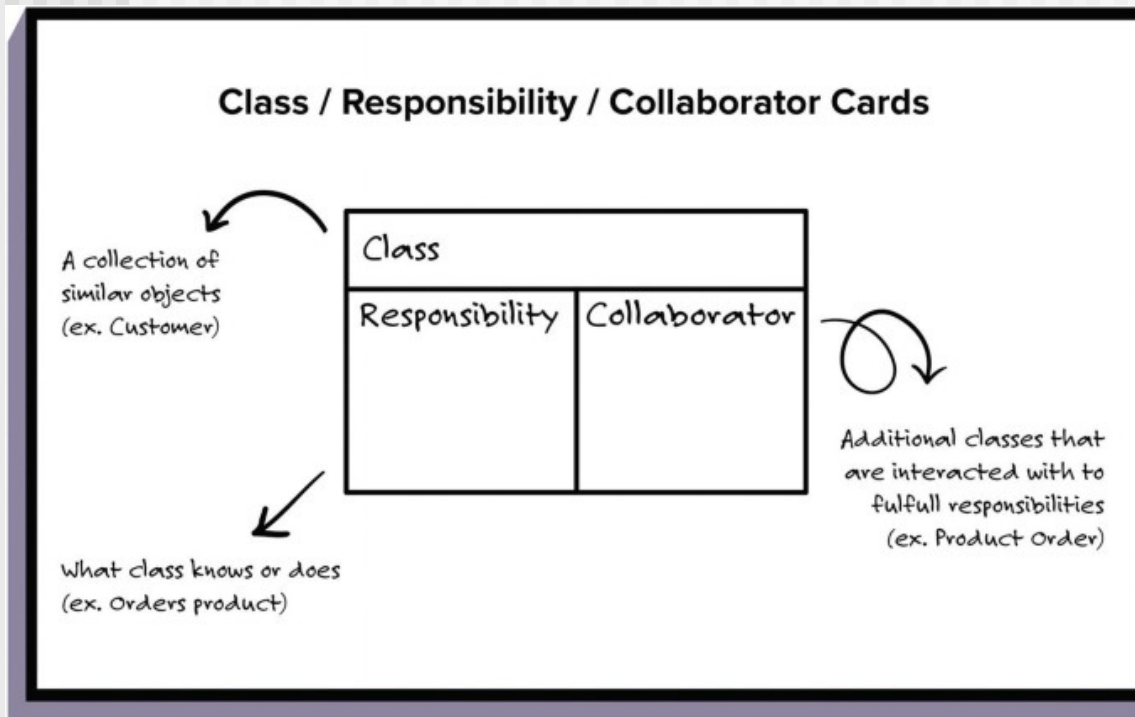 Class / Responsibility / Collaborator Cards
A collection of
similar objects
(ex. Customer)
Class
Responsibility
Collaborator
Additional classes that
are interacted with to
fulfull responsibilities
(ex. Product Order)
What class knows or does
(ex. Orders product)